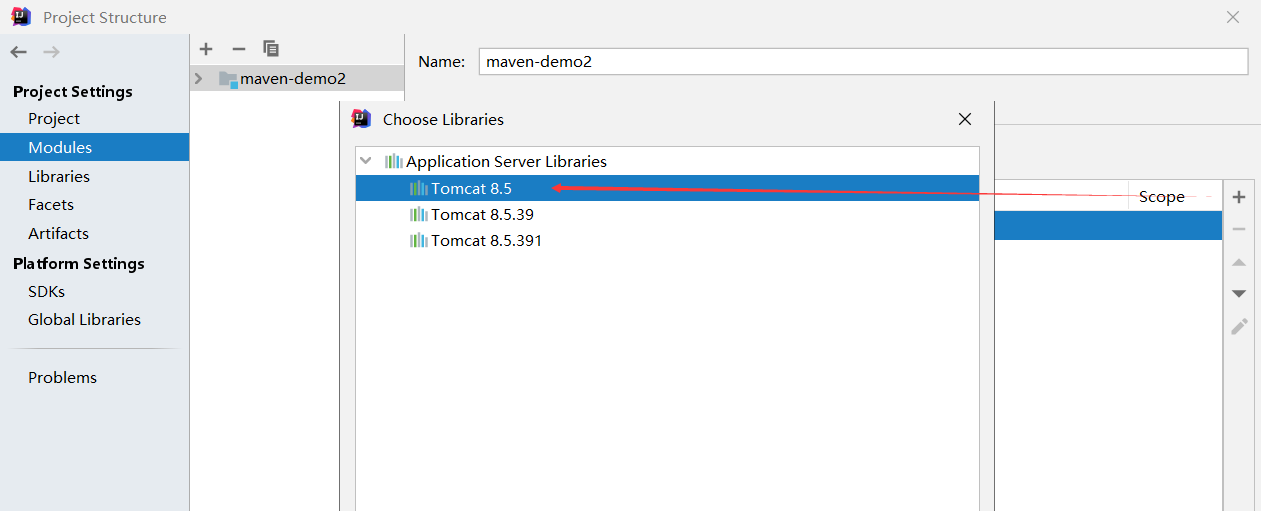 Project Structure
Name: maven-demo2
Project Settings
Project
Modules
Libraries
Facets
Artifacts
Platform Settings
SDKs
Global Libraries
Problems
maven-demo2
Choose Libraries
Application Server Libraries
Tomcat 8.5
Tomcat 8.5.39
Tomcat 8.5.391
Scope